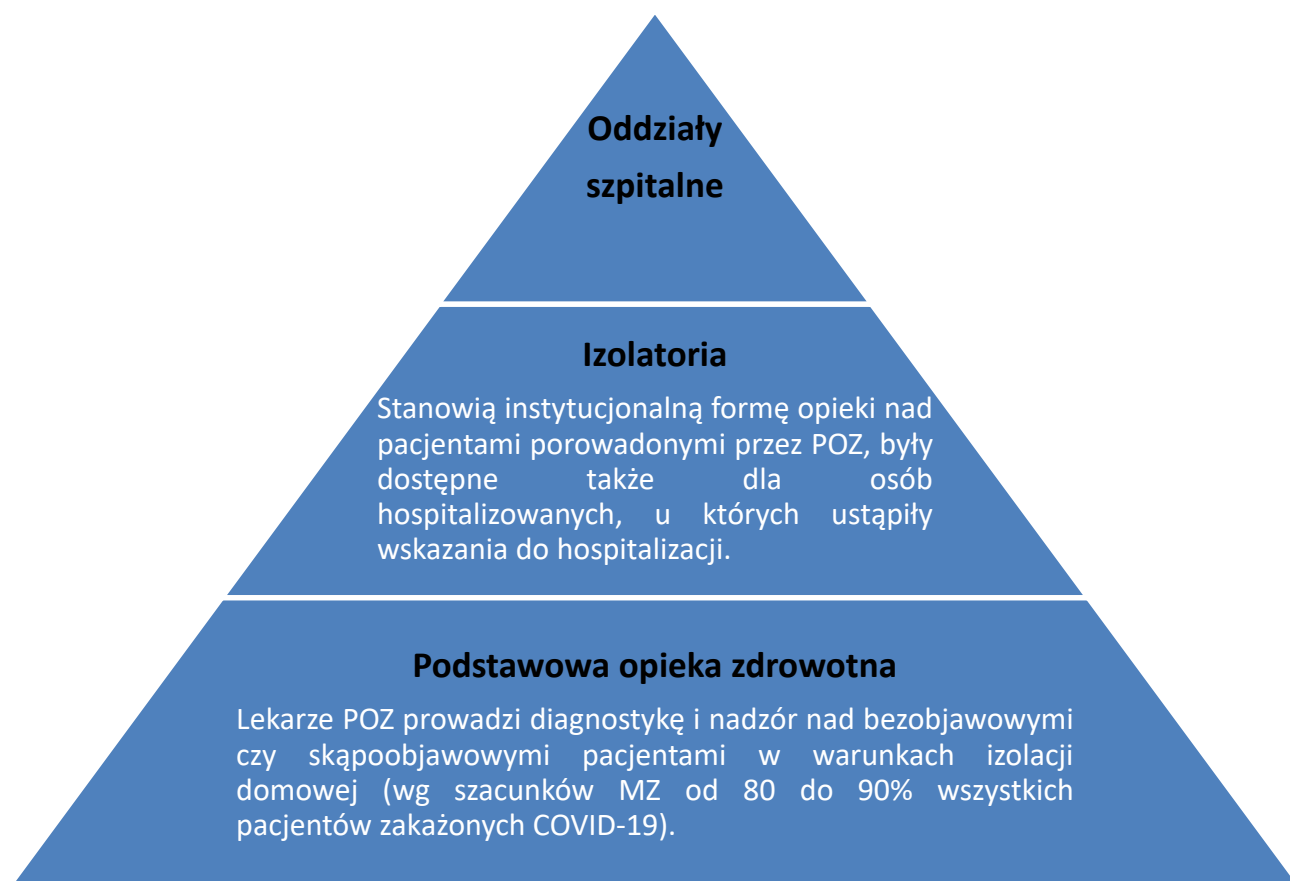 Oddziały
szpitalne
Izolatoria
Stanowią instytucjonalną formę opieki nad
pacjentami porowadonymi przez POZ, były
dostępne także dla osób
hospitalizowanych, u których ustąpiły
wskazania do hospitalizacji.
Podstawowa opieka zdrowotna
Lekarze POZ prowadzi diagnostykę i nadzór nad bezobjawowymi
czy skąpoobjawowymi pacjentami w warunkach izolacji
domowej (wg szacunków MZ od 80 do 90% wszystkich
pacjentów zakażonych COVID-19).